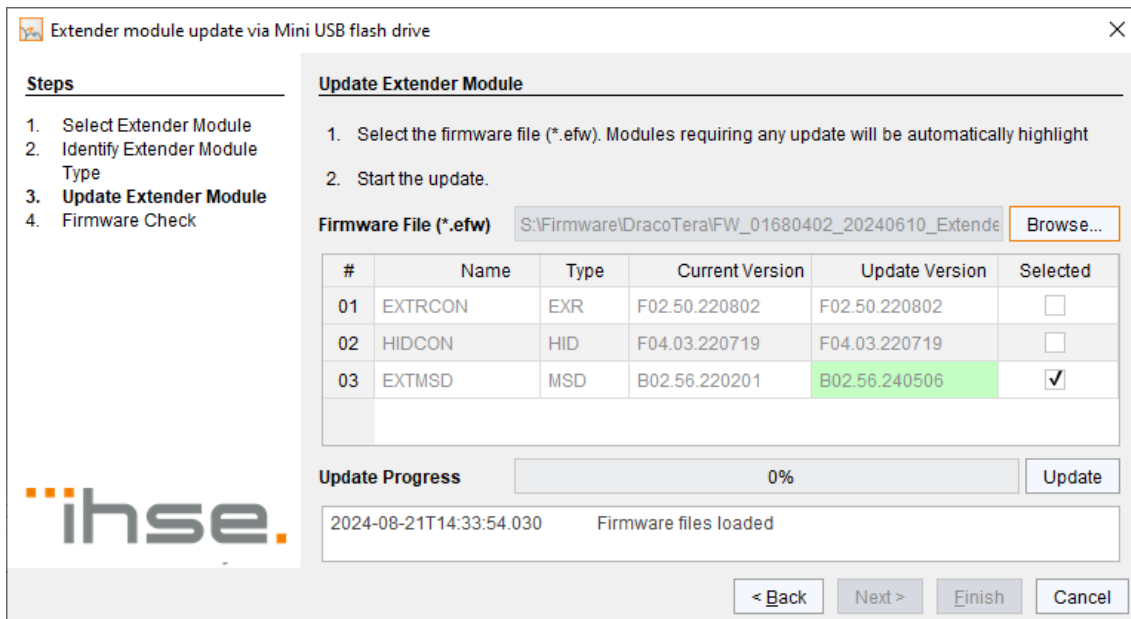 Extender module update via Mini USB flash drive
Steps
1. Select Extender Module
2. Identify Extender Module
Type
3. Update Extender Module
4. Firmware Check
ihse.
Update Extender Module
1. Select the firmware file (*.efw). Modules requiring any update will be automatically highlight
2. Start the update.
Firmware File (*.efw) S:\Firmware\DracoTera\FW_01680402_20240610_Extende Browse...
# Name Type Current Version Update Version Selected
01 EXTRCON EXR F02.50.220802 F02.50.220802
02 HIDCON HID F04.03.220719 F04.03.220719
03 EXTMSD MSD B02.56.220201 B02.56.240506
Update Progress 0% Update
2024-08-21T14:33:54.030 Firmware files loaded
< Back Next > Finish Cancel